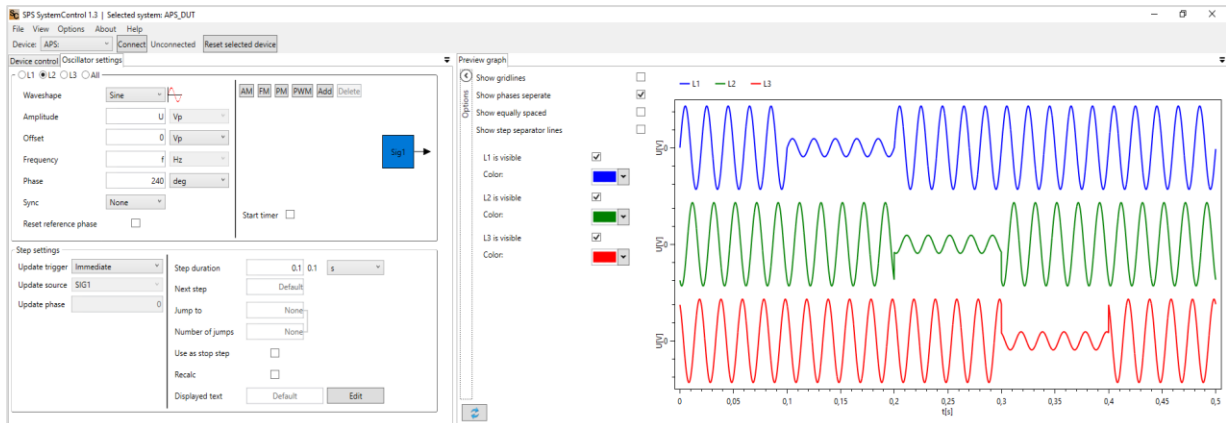 SPS SystemControl 1.3 | Selected system: APS_DUT
File View Options About Help
Device: APS: Connect Unconnected Reset selected device
Device control Oscillator settings
L1 L2 L3 All
Waveshape Sine
Amplitude U Vp
Offset 0 Vp
Frequency f Hz
Phase 240 deg
Sync None
Reset reference phase
AM FM PM PWM Add Delete
Sig1
Start timer
Step settings
Update trigger Immediate
Update source SIG1
Update phase 0
Step duration 0.1 0.1 s
Next step Default
Jump to None
Number of jumps None
Use as stop step
Recalc
Displayed text Default Edit
Preview graph
Options
Show gridlines
Show phases seperate
Show equally spaced
Show step separator lines
L1 is visible
Color:
L2 is visible
Color:
L3 is visible
Color:
L1 L2 L3
U[V] 0
U[V] 0
U[V] 0
0 0,05 0,1 0,15 0,2 0,25 0,3 0,35 0,4 0,45 0,5
t[s]